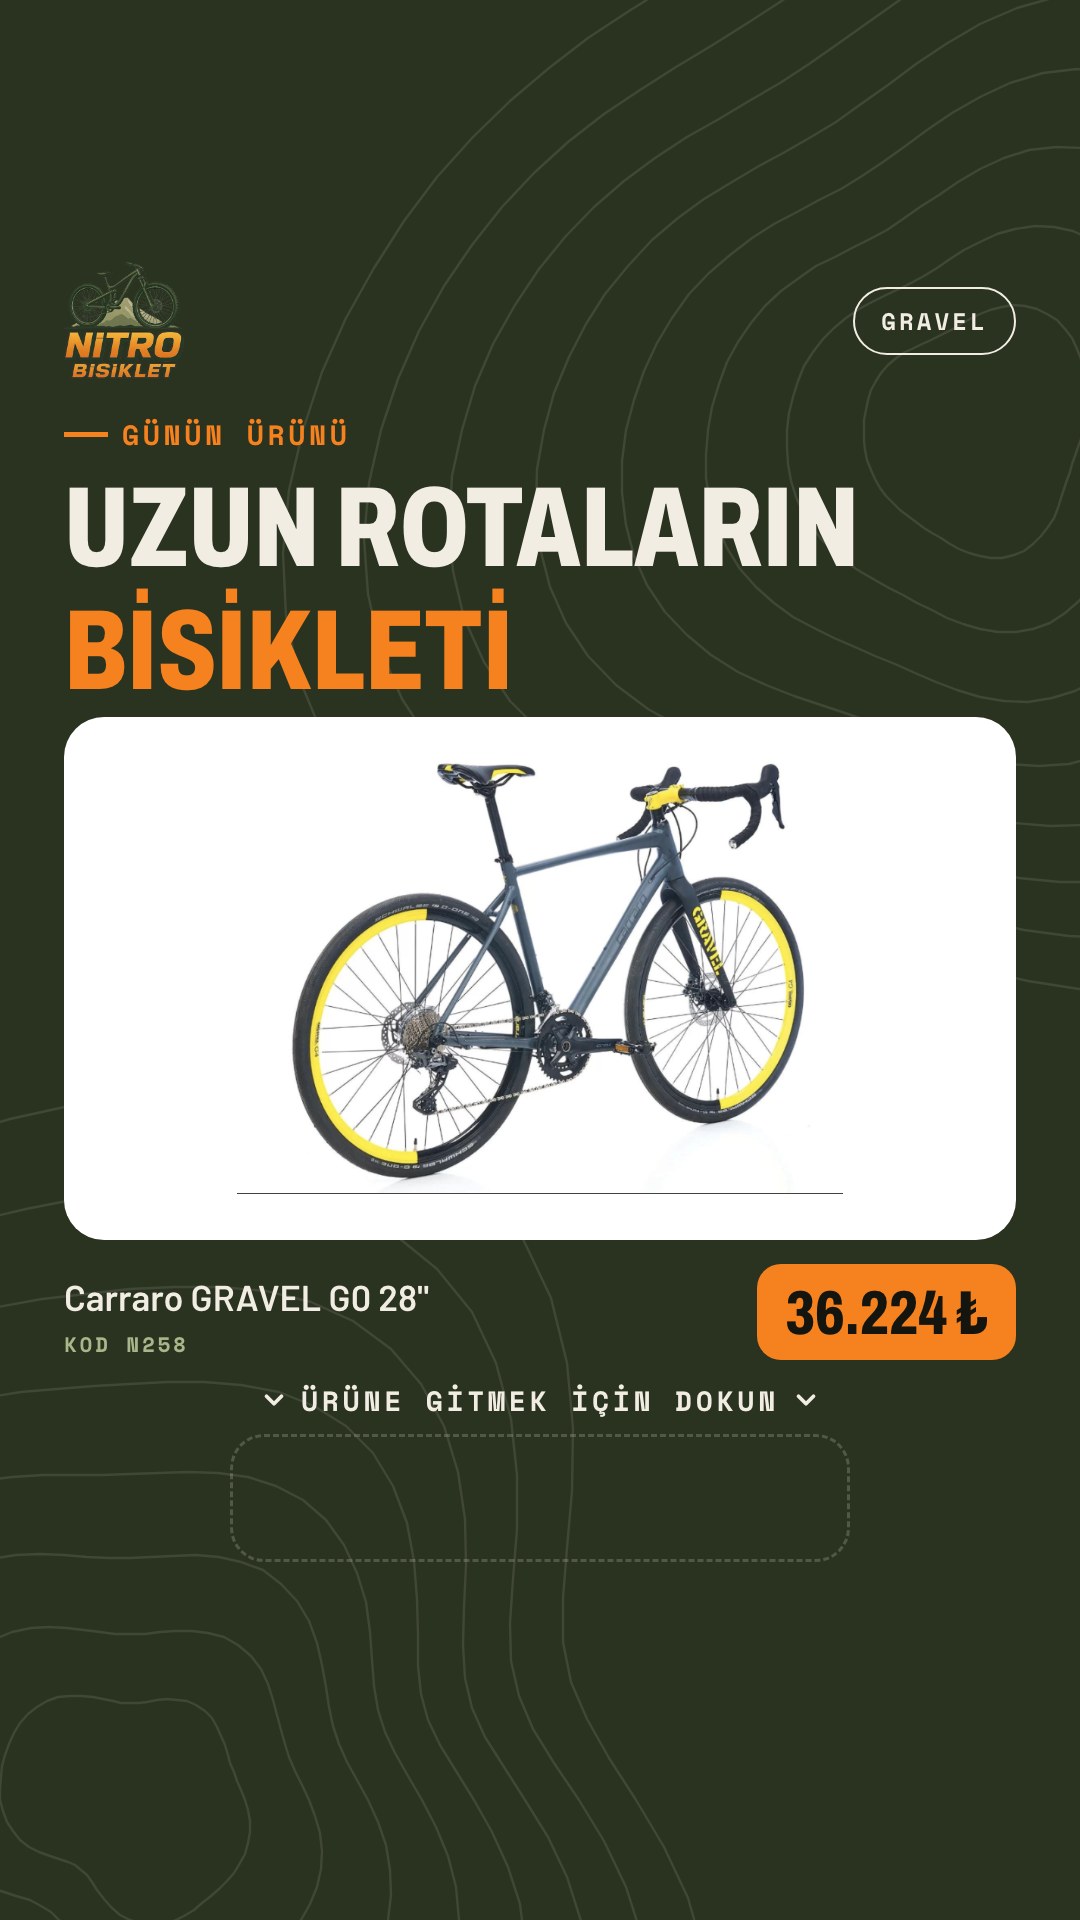 NiTRO
BiSiKLET
GRAVEL
GÜNÜN ÜRÜNÜ
UZUN ROTALARIN
BİSİKLETİ
GRAVEL
Carraro GRAVEL GO 28"
36.224 ₺
KOD N258
ÜRÜNE GİTMEK İÇİN DOKUN